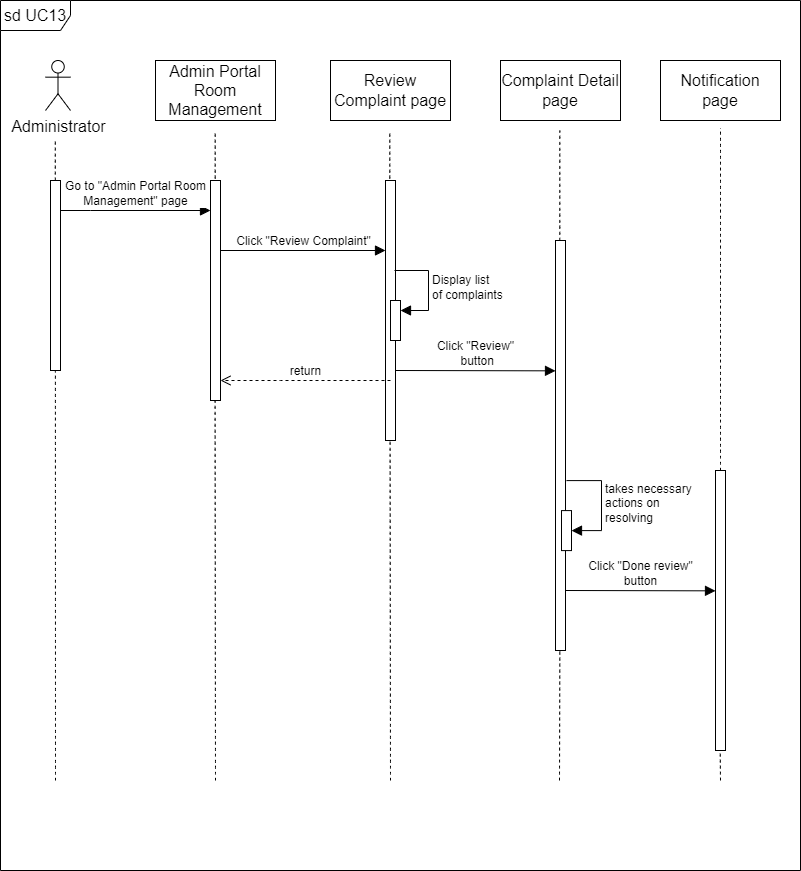 sd UC13
Administrator
Admin Portal
Room
Management
Review
Complaint page
Complaint Detail
page
Notification
page
Go to "Admin Portal Room
Management" page
Click "Review Complaint"
Display list
of complaints
Click "Review"
button
return
takes necessary
actions on
resolving
Click "Done review"
button